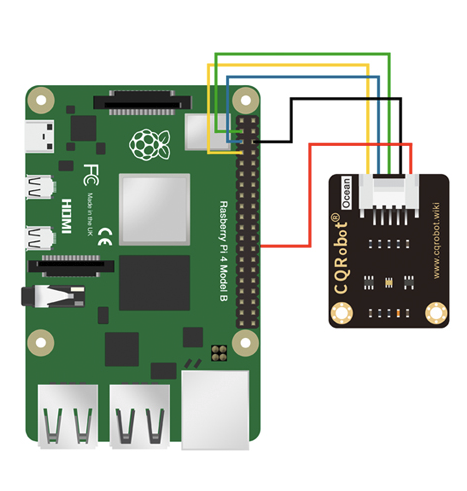 FC
Made in the UK
HDMI
CE
Rasberry Pi 4 Model B
Ocean
CQRobot®
www.cqrobot.wiki